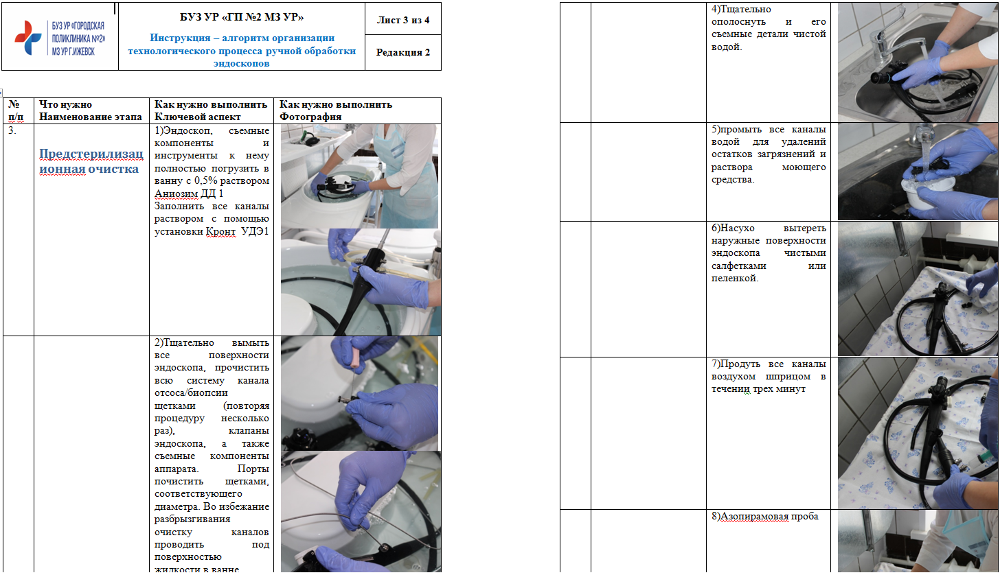 БУЗ УР «ГОРОДСКАЯ
ПОЛИКЛИНИКА №2»
МЗ УР Г.ИЖЕВСК
БУЗ УР «ГП №2 МЗ УР»
Инструкция – алгоритм организации
технологического процесса ручной обработки
эндоскопов
Лист 3 из 4
Редакция 2
№
п/п
Что нужно
Наименование этапа
Как нужно выполнить
Ключевой аспект
Как нужно выполнить
Фотография
3.
Предстерилизац
ионная очистка
1)Эндоскоп, съемные
компоненты и
инструменты к нему
полностью погрузить в
ванну с 0,5% раствором
Аниозим ДД 1
Заполнить все каналы
раствором с помощью
установки Кронт УДЭ1
2)Тщательно вымыть
все поверхности
эндоскопа, прочистить
всю систему канала
отсоса/биопсии
щетками (повторяя
процедуру несколько
раз), клапаны
эндоскопа, а также
съемные компоненты
аппарата. Порты
почистить щетками,
соответствующего
диаметра. Во избежание
разбрызгивания
очистку каналов
проводить под
поверхностью
жидкости в ванне
4)Тщательно
ополоснуть и его
съемные детали чистой
водой.
5)промыть все каналы
водой для удалений
остатков загрязнений и
раствора моющего
средства.
6)Насухо вытереть
наружные поверхности
эндоскопа чистыми
салфетками или
пеленкой.
7)Продуть все каналы
воздухом шприцом в
течении трех минут
8)Азопирамовая проба